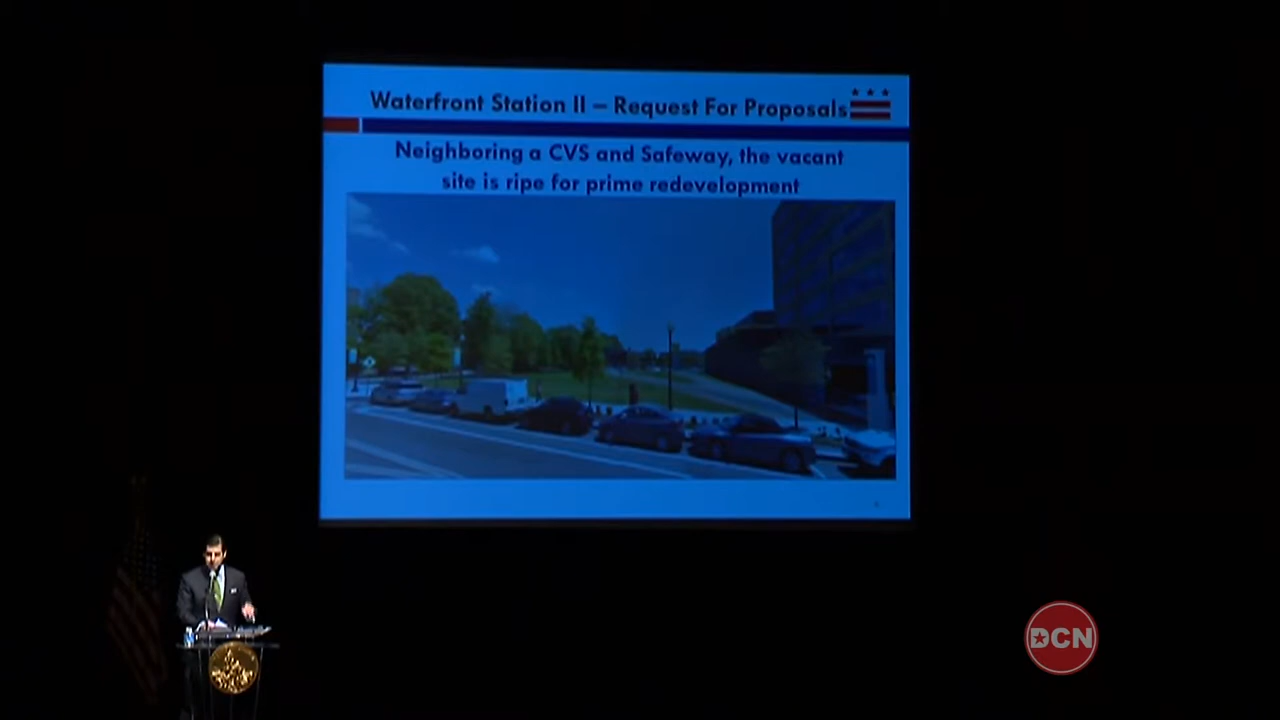 Waterfront Station II – Request For Proposals
Neighboring a CVS and Safeway, the vacant
site is ripe for prime redevelopment
DCN